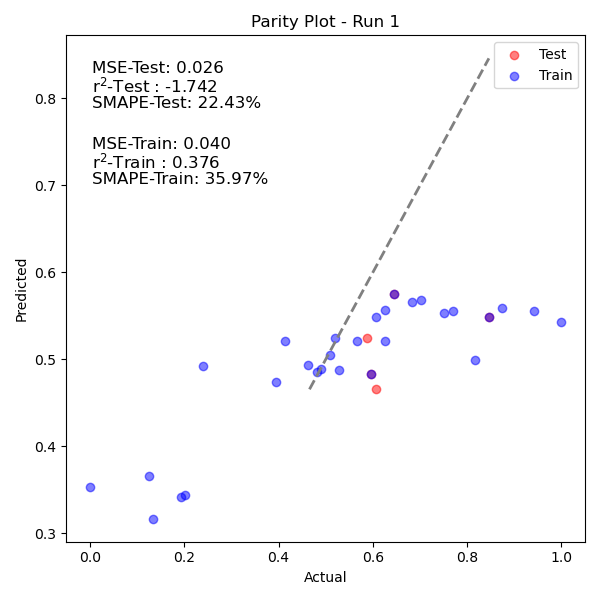 Parity Plot - Run 1
MSE-Test: 0.026
r²-Test : -1.742
SMAPE-Test: 22.43%
MSE-Train: 0.040
r²-Train : 0.376
SMAPE-Train: 35.97%
Test
Train
Predicted
0.8
0.7
0.6
0.5
0.4
0.3
0.0 0.2 0.4 0.6 0.8 1.0
Actual